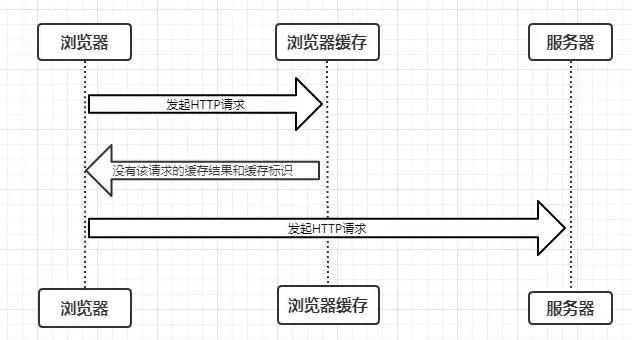 浏览器
浏览器缓存
服务器
发起HTTP请求
没有该请求的缓存结果和缓存标识
发起HTTP请求
浏览器
浏览器缓存
服务器